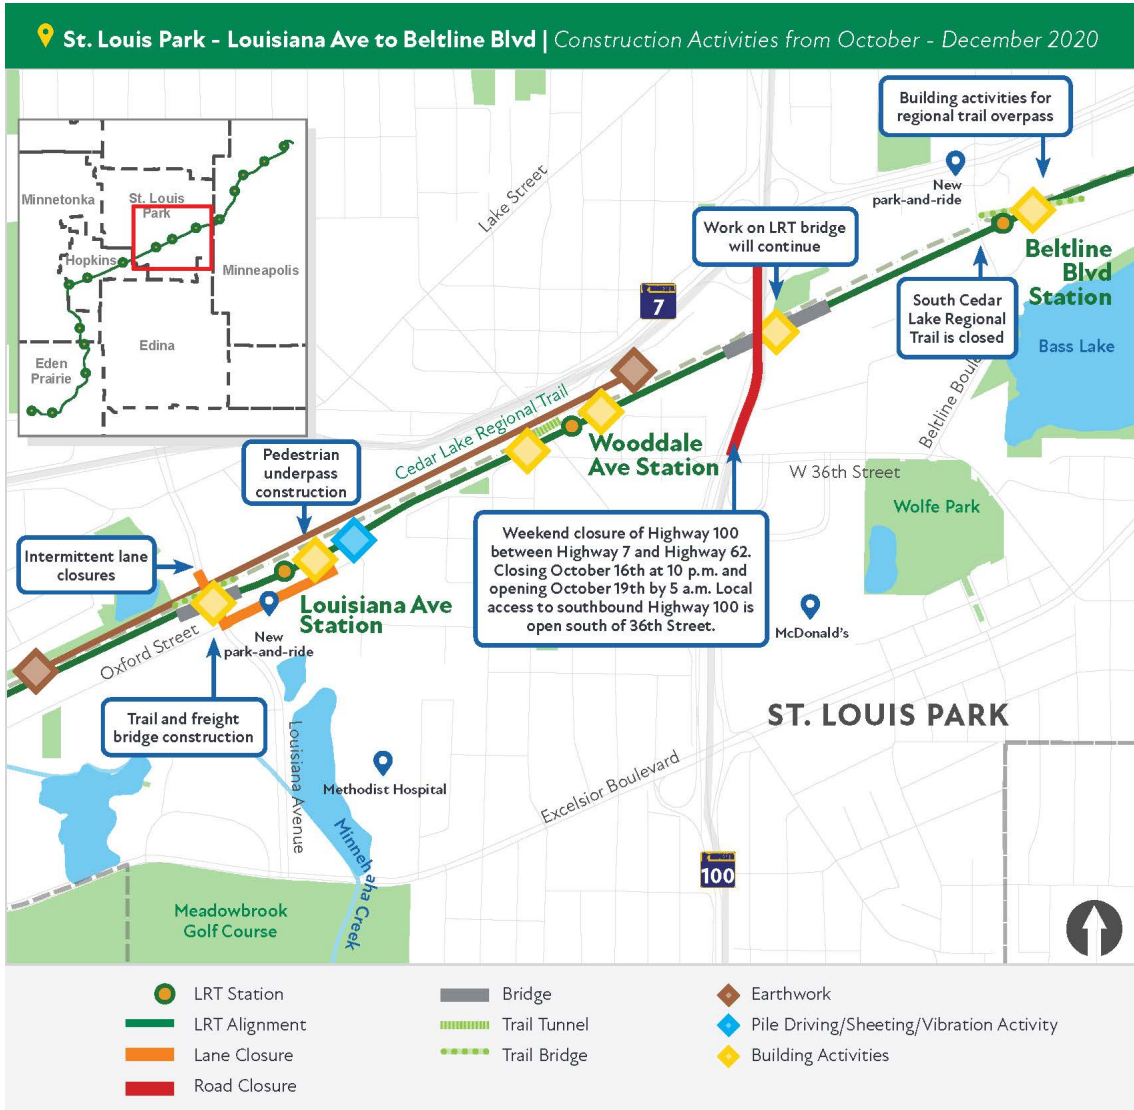 St. Louis Park - Louisiana Ave to Beltline Blvd | Construction Activities from October - December 2020
Building activities for
regional trail overpass
Minnetonka
St. Louis
Park
Hopkins
Minneapolis
Edina
Eden
Prairie
Lake Street
New
park-and-ride
Work on LRT bridge
will continue
Beltline
Blvd
Station
7
South Cedar
Lake Regional
Trail is closed
Bass Lake
Beltline Boule
Cedar Lake Regional Trail
Wooddale
Ave Station
W 36th Street
Pedestrian
underpass
construction
Wolfe Park
Intermittent lane
closures
Weekend closure of Highway 100
between Highway 7 and Highway 62.
Closing October 16th at 10 p.m. and
opening October 19th by 5 a.m. Local
access to southbound Highway 100 is
open south of 36th Street.
Louisiana Ave
Station
New
park-and-ride
Oxford Street
McDonald's
Trail and freight
bridge construction
ST. LOUIS PARK
Louisiana Avenue
Methodist Hospital
Excelsior Boulevard
Minnehaha Creek
100
Meadowbrook
Golf Course
LRT Station
LRT Alignment
Lane Closure
Road Closure
Bridge
Trail Tunnel
Trail Bridge
Earthwork
Pile Driving/Sheeting/Vibration Activity
Building Activities